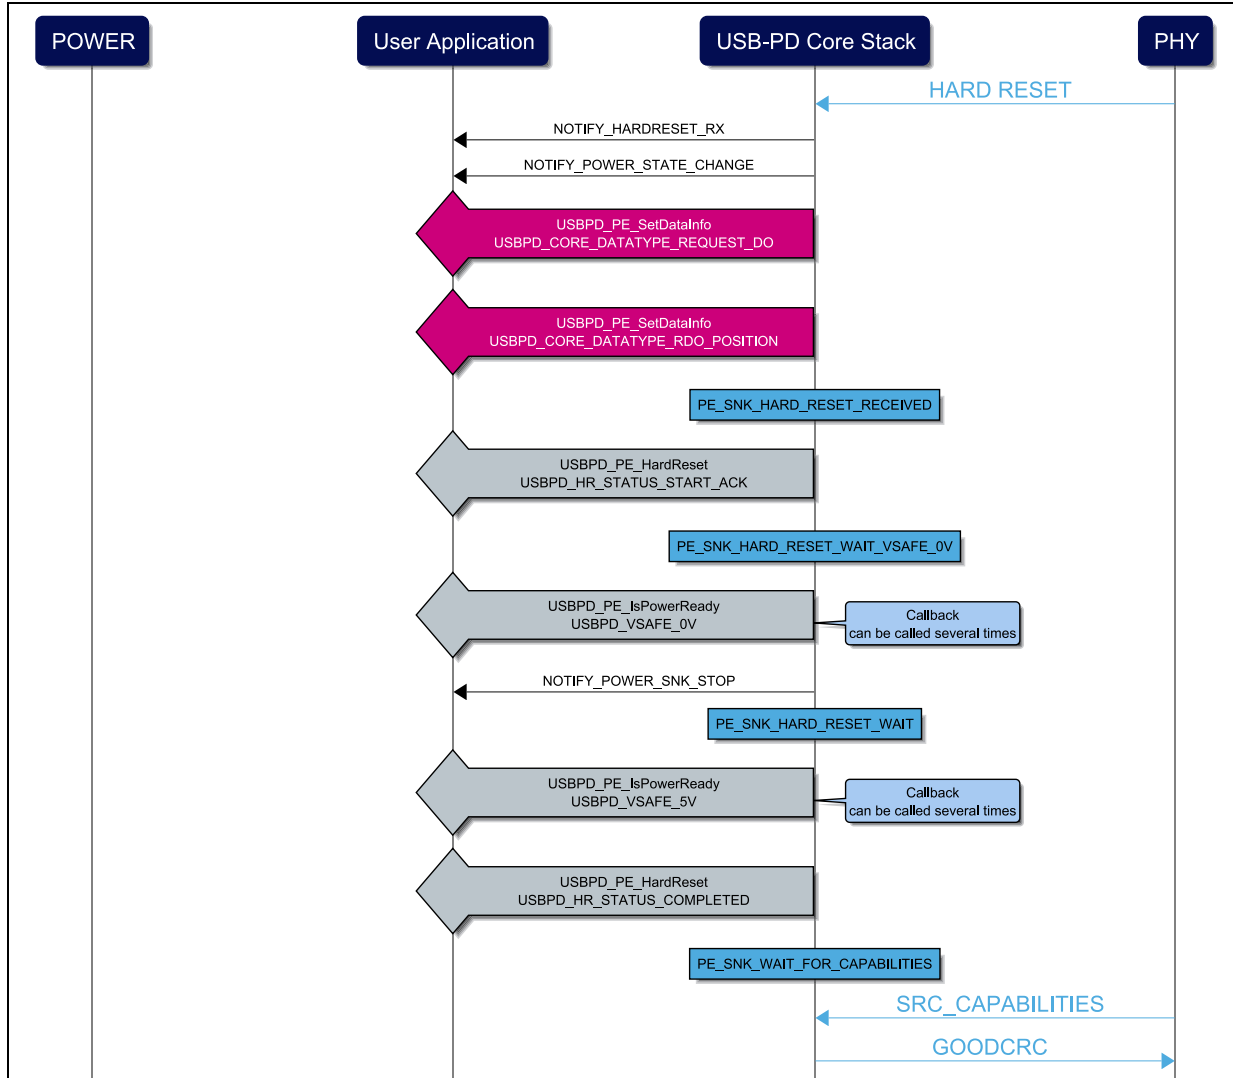 POWER
User Application
USB-PD Core Stack
PHY
HARD RESET
NOTIFY_HARDRESET_RX
NOTIFY_POWER_STATE_CHANGE
USBPD_PE_SetDataInfo
USBPD_CORE_DATATYPE_REQUEST_DO
USBPD_PE_SetDataInfo
USBPD_CORE_DATATYPE_RDO_POSITION
PE_SNK_HARD_RESET_RECEIVED
USBPD_PE_HardReset
USBPD_HR_STATUS_START_ACK
PE_SNK_HARD_RESET_WAIT_VSAFE_0V
USBPD_PE_IsPowerReady
USBPD_VSAFE_0V
Callback
can be called several times
NOTIFY_POWER_SNK_STOP
PE_SNK_HARD_RESET_WAIT
USBPD_PE_IsPowerReady
USBPD_VSAFE_5V
Callback
can be called several times
USBPD_PE_HardReset
USBPD_HR_STATUS_COMPLETED
PE_SNK_WAIT_FOR_CAPABILITIES
SRC_CAPABILITIES
GOODCRC